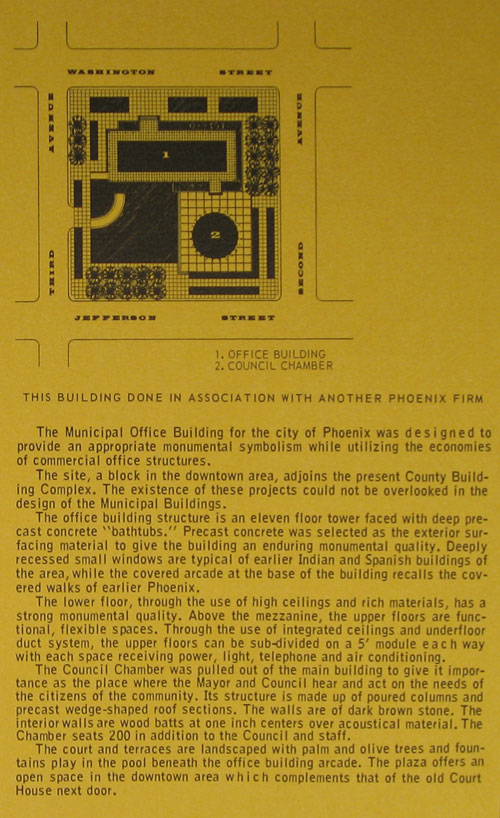 WASHINGTON STREET
AVENUE
AVENUE
1
2
THIRD
SECOND
JEFFERSON STREET
1. OFFICE BUILDING
2. COUNCIL CHAMBER
THIS BUILDING DONE IN ASSOCIATION WITH ANOTHER PHOENIX FIRM
The Municipal Office Building for the city of Phoenix was designed to
provide an appropriate monumental symbolism while utilizing the economies
of commercial office structures.
The site, a block in the downtown area, adjoins the present County Build-
ing Complex. The existence of these projects could not be overlooked in the
design of the Municipal Buildings.
The office building structure is an eleven floor tower faced with deep pre-
cast concrete "bathtubs." Precast concrete was selected as the exterior sur-
facing material to give the building an enduring monumental quality. Deeply
recessed small windows are typical of earlier Indian and Spanish buildings of
the area, while the covered arcade at the base of the building recalls the cov-
ered walks of earlier Phoenix.
The lower floor, through the use of high ceilings and rich materials, has a
strong monumental quality. Above the mezzanine, the upper floors are func-
tional, flexible spaces. Through the use of integrated ceilings and underfloor
duct system, the upper floors can be sub-divided on a 5' module each way
with each space receiving power, light, telephone and air conditioning.
The Council Chamber was pulled out of the main building to give it impor-
tance as the place where the Mayor and Council hear and act on the needs of
the citizens of the community. Its structure is made up of poured columns and
precast wedge-shaped roof sections. The walls are of dark brown stone. The
interior walls are wood batts at one inch centers over acoustical material. The
Chamber seats 200 in addition to the Council and staff.
The court and terraces are landscaped with palm and olive trees and foun-
tains play in the pool beneath the office building arcade. The plaza offers an
open space in the downtown area which complements that of the old Court
House next door.